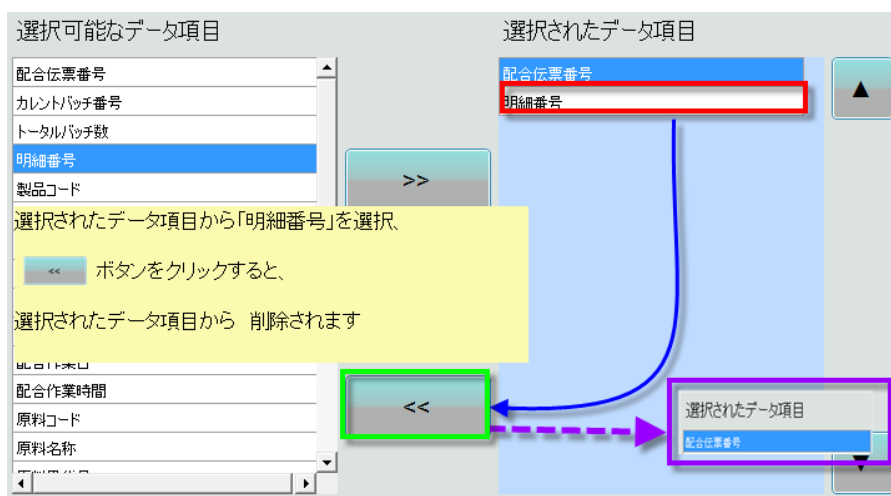 選択可能なデータ項目
選択されたデータ項目
配合伝票番号
カレントバッチ番号
トータルバッチ数
明細番号
製品コード
配合伝票番号
明細番号
▲
>>
選択されたデータ項目から「明細番号」を選択、
<< ボタンをクリックすると、
選択されたデータ項目から 削除されます
配合作業時間
原料コード
原料名称
<<
選択されたデータ項目
配合伝票番号
▼